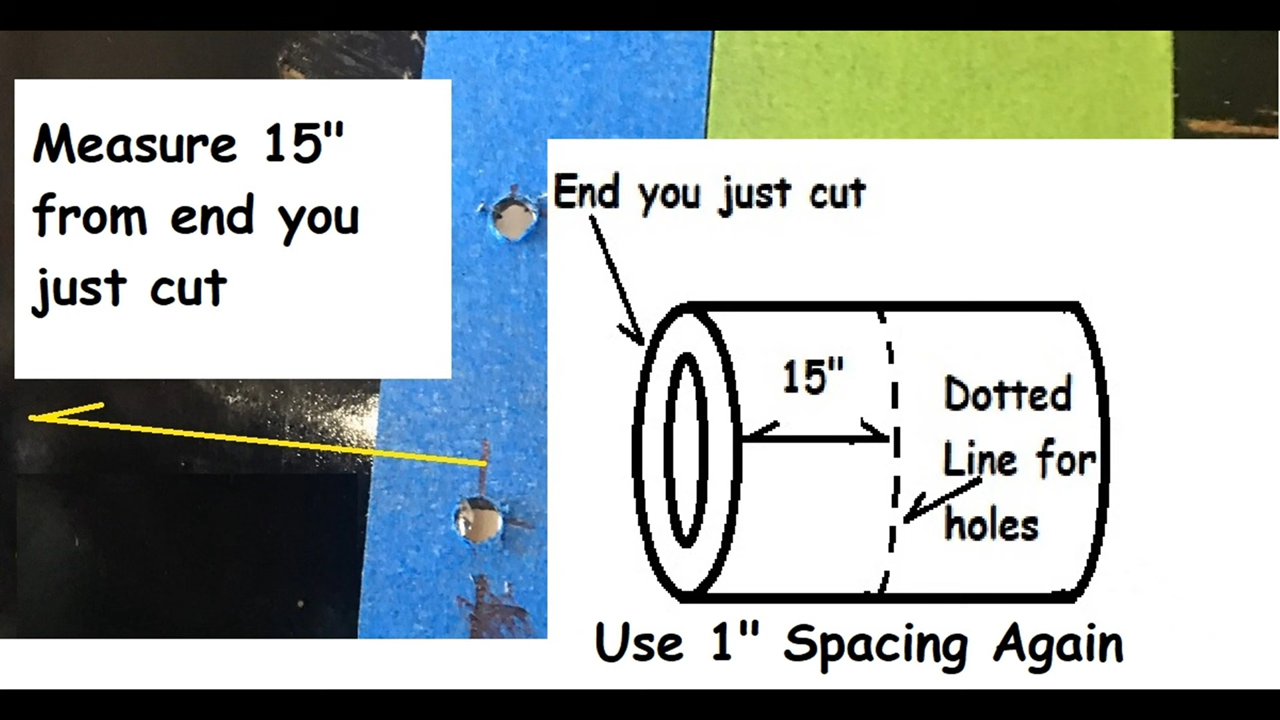 Measure 15"
from end you
just cut
End you just cut
15"
Dotted
Line for
holes
Use 1" Spacing Again